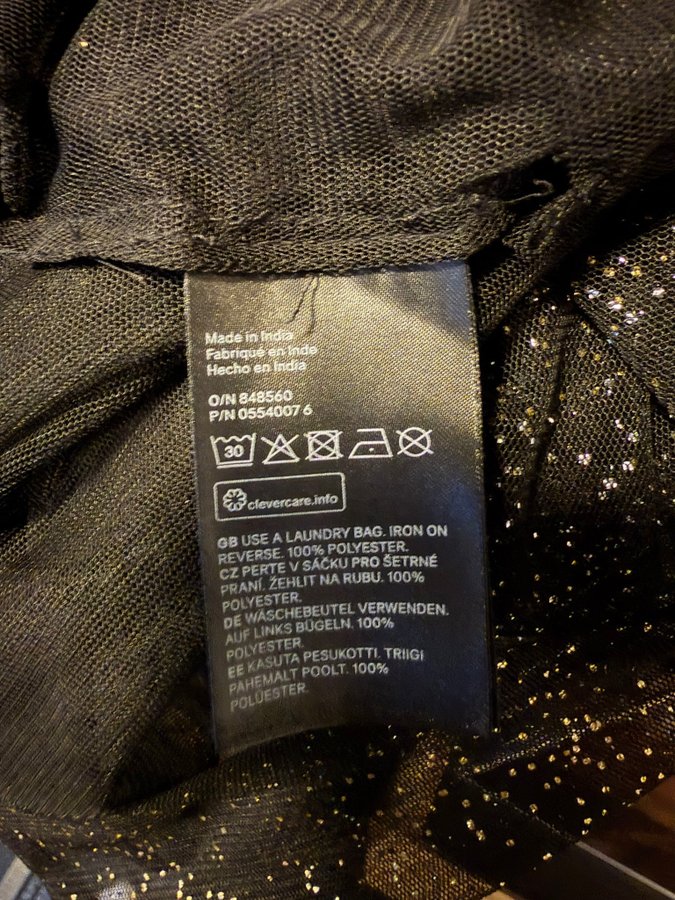 Made in India
Fabriqué en Inde
Hecho en India
O/N 848560
P/N 0554007 6
30
clevercare.info
GB USE A LAUNDRY BAG. IRON ON
REVERSE. 100% POLYESTER.
CZ PERTE V SÁČKU PRO ŠETRNÉ
PRANÍ. ŽEHLIT NA RUBU. 100%
POLYESTER.
DE WÄSCHEBEUTEL VERWENDEN.
AUF LINKS BÜGELN. 100%
POLYESTER.
EE KASUTA PESUKOTTI. TRIIGI
PAHEMALT POOLT. 100%
POLÜESTER.